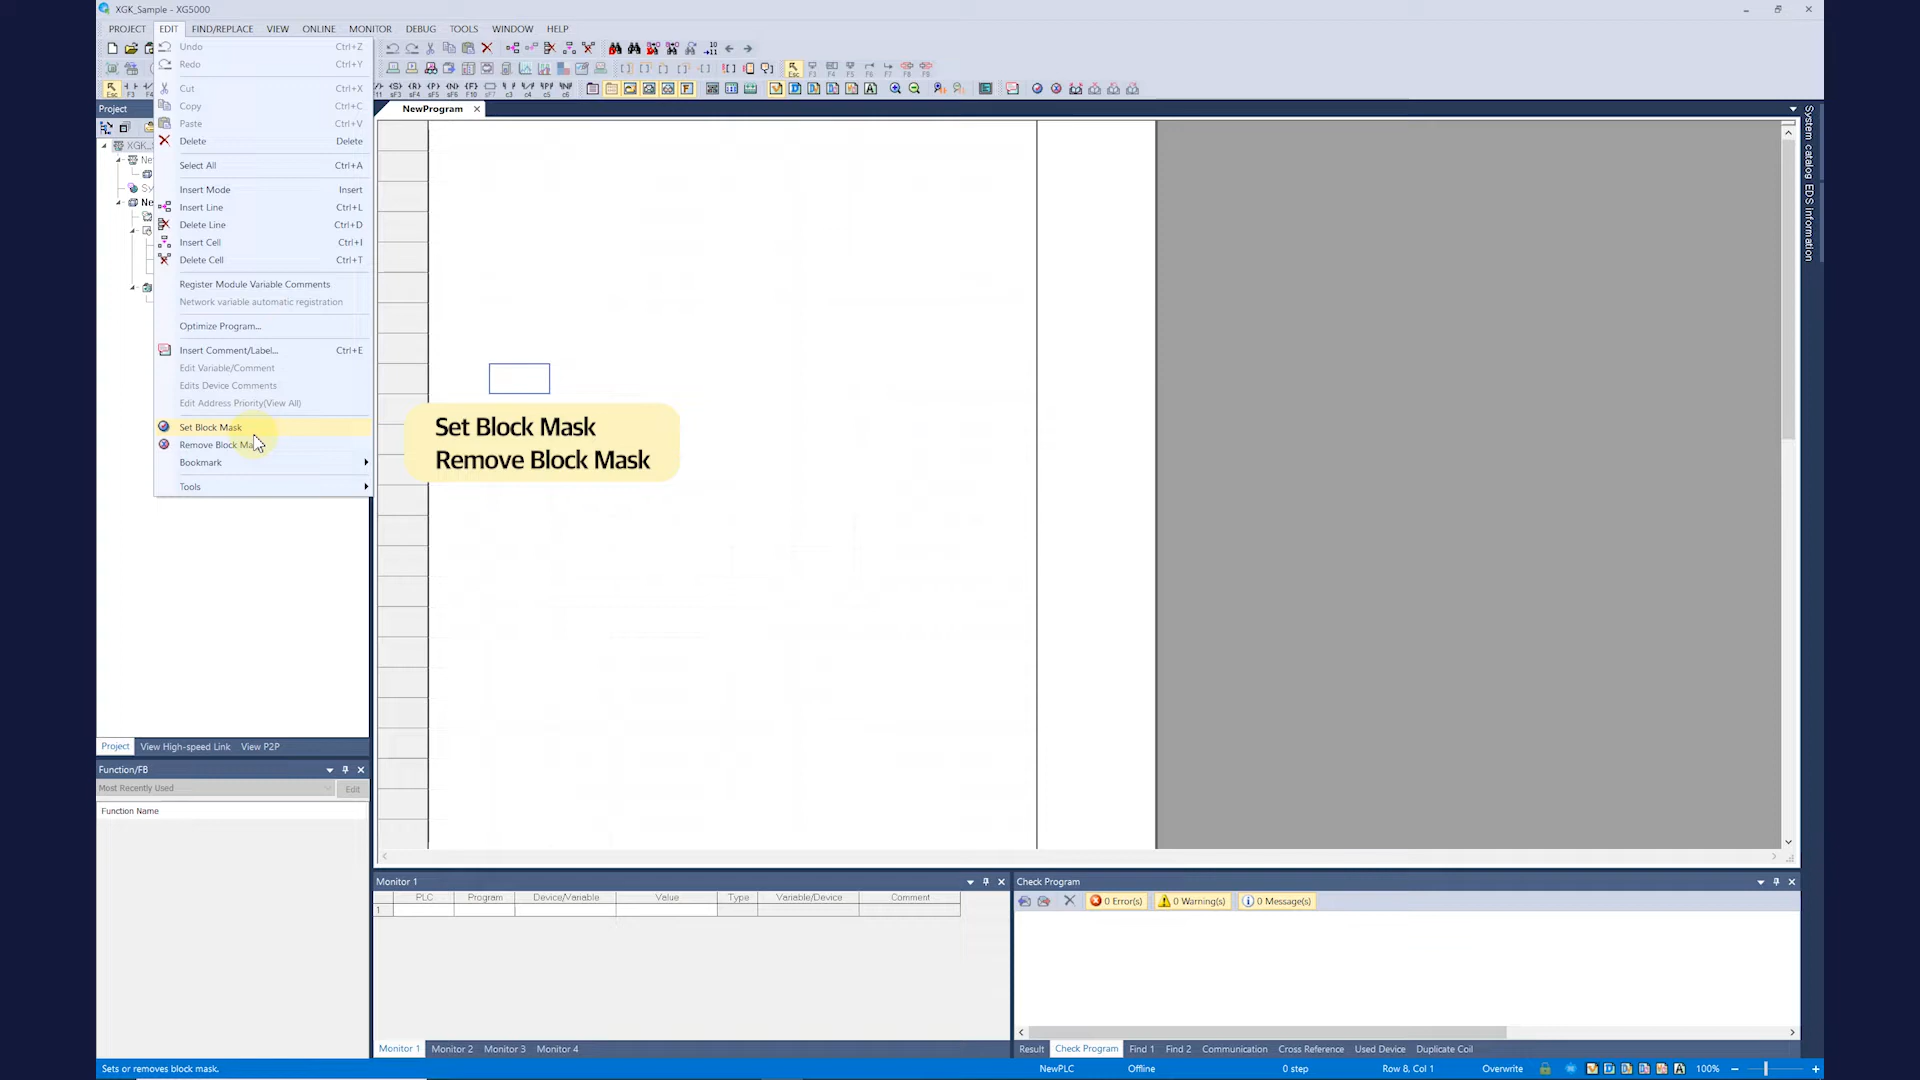 XGK_Sample - XG5000
PROJECT EDIT FIND/REPLACE VIEW ONLINE MONITOR DEBUG TOOLS WINDOW HELP
Undo Ctrl+Z
Redo Ctrl+Y
Cut Ctrl+X
Copy Ctrl+C
Paste Ctrl+V
Delete Delete
Select All Ctrl+A
Insert Mode Insert
Insert Line Ctrl+L
Delete Line Ctrl+D
Insert Cell Ctrl+I
Delete Cell Ctrl+T
Register Module Variable Comments
Network variable automatic registration
Optimize Program...
Insert Comment/Label... Ctrl+E
Edit Variable/Comment
Edits Device Comments
Edit Address Priority(View All)
Set Block Mask
Remove Block Ma
Bookmark
Tools
Project
NewProgram
Set Block Mask
Remove Block Mask
System catalog
EDS information
Project View High-speed Link View P2P
Function/FB
Most Recently Used Edit
Function Name
Monitor 1
PLC Program Device/Variable Value Type Variable/Device Comment
1
Monitor 1 Monitor 2 Monitor 3 Monitor 4
Check Program
0 Error(s) 0 Warning(s) 0 Message(s)
Result Check Program Find 1 Find 2 Communication Cross Reference Used Device Duplicate Coil
Sets or removes block mask. NewPLC Offline 0 step Row 8, Col 1 Overwrite 100%